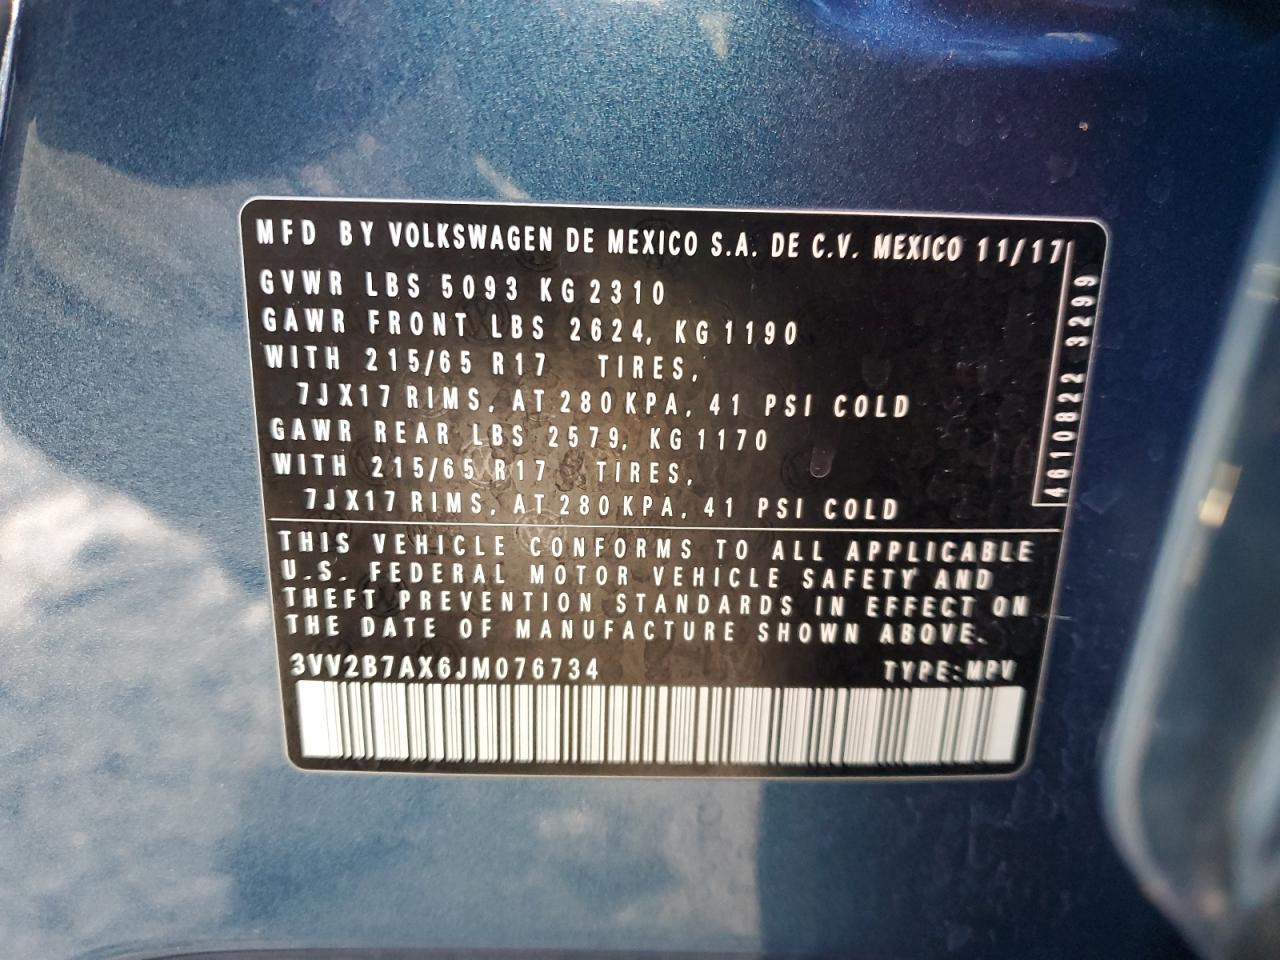 MFD BY VOLKSWAGEN DE MEXICO S.A. DE C.V. MEXICO 11/17
GVWR LBS 5093 KG 2310
GAWR FRONT LBS 2624, KG 1190
WITH 215/65 R17 TIRES,
7JX17 RIMS, AT 280 KPA, 41 PSI COLD
GAWR REAR LBS 2579, KG 1170
WITH 215/65 R17 TIRES,
7JX17 RIMS, AT 280 KPA, 41 PSI COLD
4610822 3299
THIS VEHICLE CONFORMS TO ALL APPLICABLE
U.S. FEDERAL MOTOR VEHICLE SAFETY AND
THEFT PREVENTION STANDARDS IN EFFECT ON
THE DATE OF MANUFACTURE SHOWN ABOVE.
3VV2B7AX6JM076734 TYPE:MPV